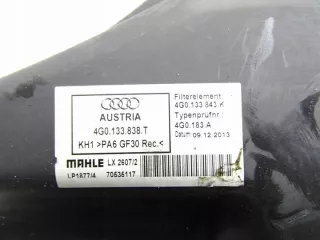 AUSTRIA
4G0.133.838.T
KH1 >PA6 GF30 Rec.<
Filterelement:
4G0.133.843.K
Typenprüfnr.:
4G0.183.A
Datum: 09.12.2013
MAHLE LX 2607/2
LP1877/4 70535117